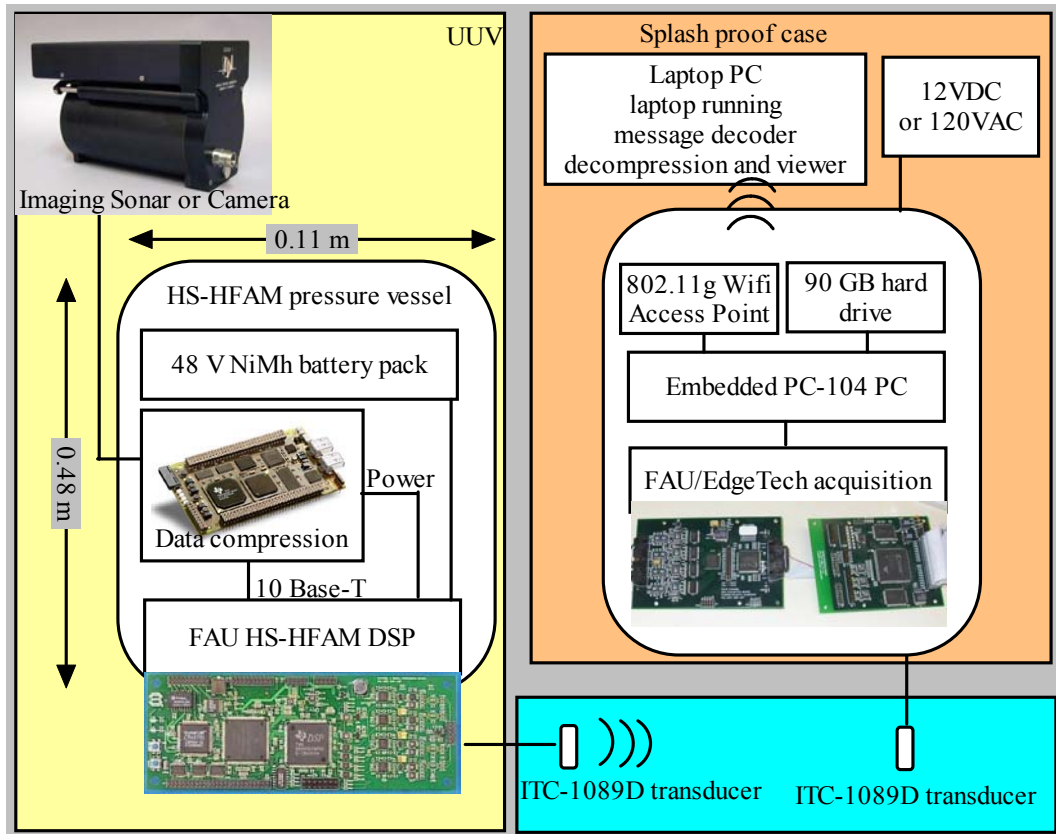 UUV
Imaging Sonar or Camera
0.11 m
0.48 m
HS-HFAM pressure vessel
48 V NiMh battery pack
Power
Data compression
10 Base-T
FAU HS-HFAM DSP
Splash proof case
Laptop PC
laptop running
message decoder
decompression and viewer
12VDC
or 120VAC
802.11g Wifi
Access Point
90 GB hard
drive
Embedded PC-104 PC
FAU/EdgeTech acquisition
ITC-1089D transducer
ITC-1089D transducer